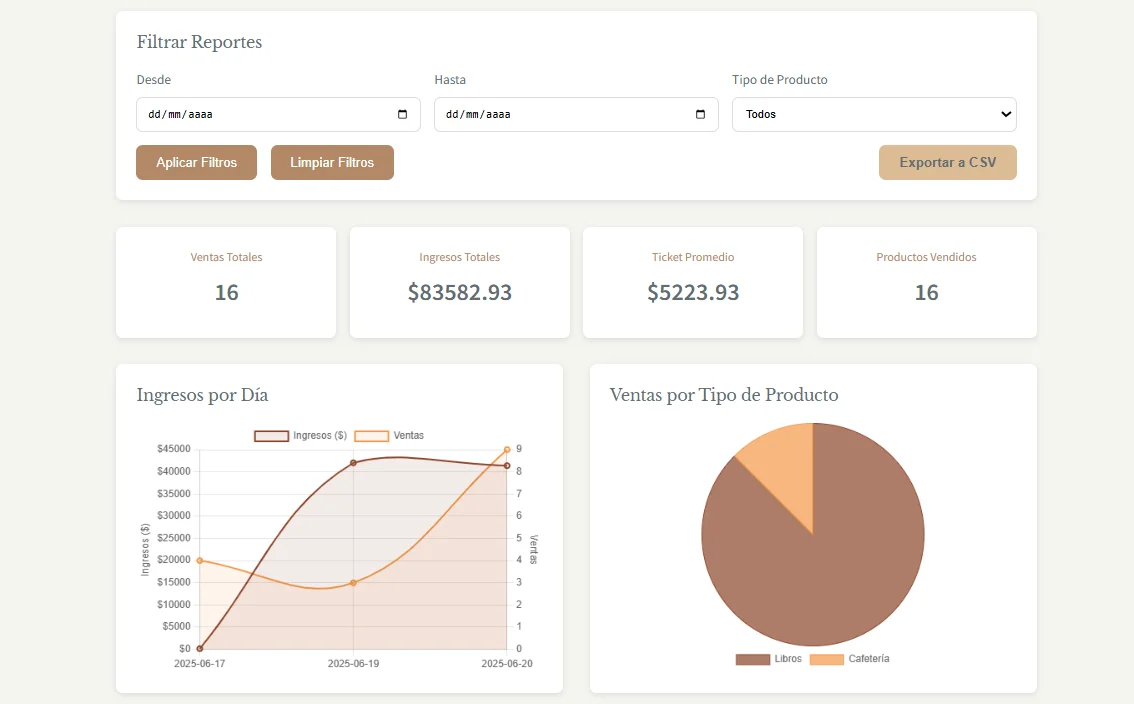 Filtrar Reportes
Desde Hasta Tipo de Producto
dd/mm/aaaa dd/mm/aaaa Todos
Aplicar Filtros Limpiar Filtros Exportar a CSV
Ventas Totales Ingresos Totales Ticket Promedio Productos Vendidos
16 $83582.93 $5223.93 16
Ingresos por Día
Ingresos ($) Ventas
$45000 9
$40000 8
$35000 7
$30000 6
$25000 5
$20000 4
$15000 3
$10000 2
$5000 1
$0 0
Ingresos ($)
Ventas
2025-06-17 2025-06-19 2025-06-20
Ventas por Tipo de Producto
Libros Cafetería